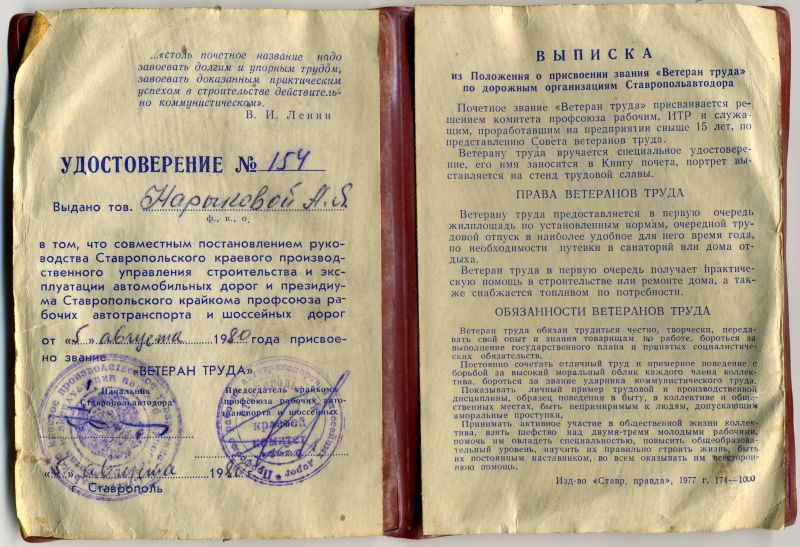 ...«столь почетное название надо
завоевать долгим и упорным трудом,
завоевать доказанным практическим
успехом в строительстве действитель-
но коммунистическом».
В. И. Ленин
УДОСТОВЕРЕНИЕ № 154
Выдано тов. Нарыковой А. Я.
ф., и., о.
в том, что совместным постановлением руко-
водства Ставропольского краевого производ-
ственного управления строительства и экс-
плуатации автомобильных дорог и президиу-
ма Ставропольского крайкома профсоюза ра-
бочих автотранспорта и шоссейных дорог
от «5» августа 1980 года присвое-
но звание
«ВЕТЕРАН ТРУДА»
Начальник
Ставропольавтодора
Председатель крайкома
профсоюза рабочих авто-
транспорта и шоссейных
краевой
комитет
августа 198
г. Ставрополь
ВЫПИСКА
из Положения о присвоении звания «Ветеран труда»
по дорожным организациям Ставропольавтодора
Почетное звание «Ветеран труда» присваивается ре-
шением комитета профсоюза рабочим, ИТР и служа-
щим, проработавшим на предприятии свыше 15 лет, по
представлению Совета ветеранов труда.
Ветерану труда вручается специальное удостовере-
ние, его имя заносится в Книгу почета, портрет вы-
ставляется на стенд трудовой славы.
ПРАВА ВЕТЕРАНОВ ТРУДА
Ветерану труда предоставляется в первую очередь
жилплощадь по установленным нормам, очередной тру-
довой отпуск в наиболее удобное для него время года,
по необходимости путевки в санаторий или дома от-
дыха.
Ветеран труда в первую очередь получает практиче-
скую помощь в строительстве или ремонте дома, а так-
же снабжается топливом по потребности.
ОБЯЗАННОСТИ ВЕТЕРАНОВ ТРУДА
Ветеран труда обязан трудиться честно, творчески, переда-
вать свой опыт и знания товарищам по работе, бороться за
выполнение государственного плана и принятых социалистиче-
ских обязательств.
Постоянно сочетать отличный труд и примерное поведение с
борьбой за высокий моральный облик каждого члена коллек-
тива, бороться за звание ударника коммунистического труда.
Показывать личный пример трудовой и производственной
дисциплины, образец поведения в быту, в коллективе и общест-
венных местах, быть непримиримым к людям, допускающим
аморальные проступки.
Принимать активное участие в общественной жизни коллек-
тива, взять шефство над двумя-тремя молодыми рабочими,
помочь им овладеть специальностью, повысить общеобразова-
тельный уровень, научить их правильно строить жизнь, быть
их постоянным наставником, во всем оказывать им всесторон-
нюю помощь.
Изд-во «Ставр. правда», 1977 г. 174—1000